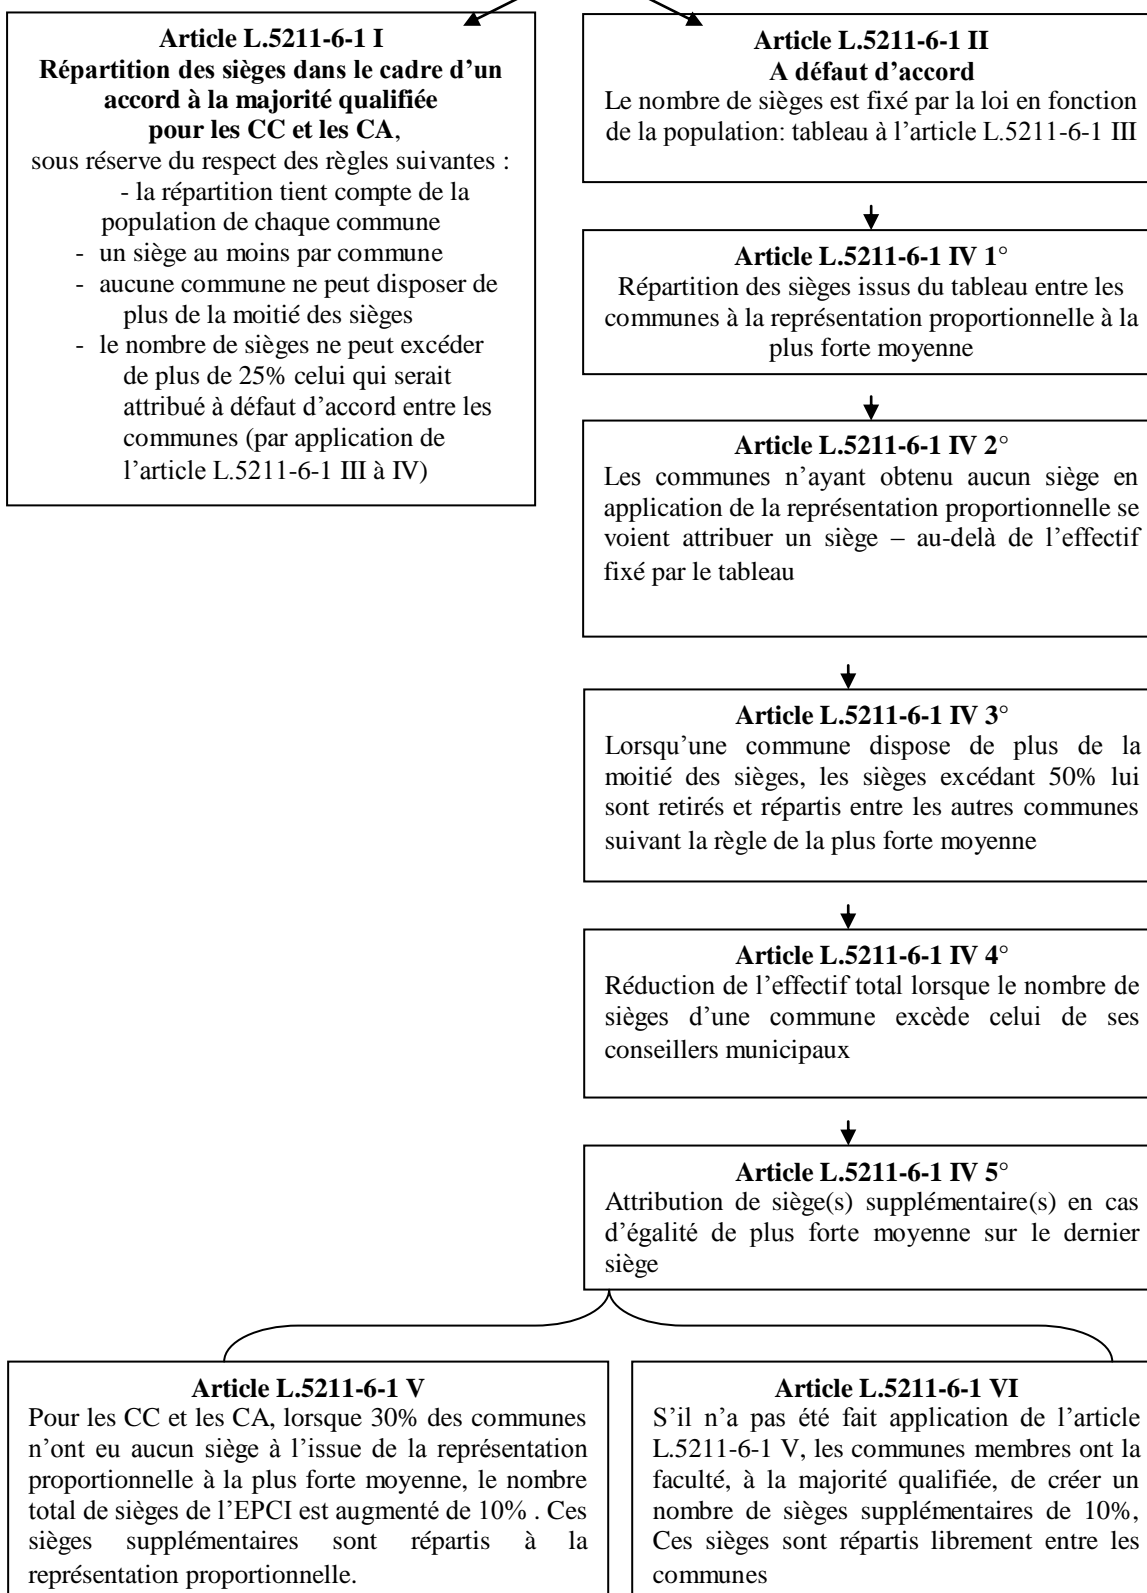 Article L.5211-6-1 I
Répartition des sièges dans le cadre d’un
accord à la majorité qualifiée
pour les CC et les CA,
sous réserve du respect des règles suivantes :
- la répartition tient compte de la
population de chaque commune
- un siège au moins par commune
- aucune commune ne peut disposer de
plus de la moitié des sièges
- le nombre de sièges ne peut excéder
de plus de 25% celui qui serait
attribué à défaut d’accord entre les
communes (par application de
l’article L.5211-6-1 III à IV)
Article L.5211-6-1 II
A défaut d’accord
Le nombre de sièges est fixé par la loi en fonction
de la population: tableau à l’article L.5211-6-1 III
Article L.5211-6-1 IV 1°
Répartition des sièges issus du tableau entre les
communes à la représentation proportionnelle à la
plus forte moyenne
Article L.5211-6-1 IV 2°
Les communes n’ayant obtenu aucun siège en
application de la représentation proportionnelle se
voient attribuer un siège – au-delà de l’effectif
fixé par le tableau
Article L.5211-6-1 IV 3°
Lorsqu’une commune dispose de plus de la
moitié des sièges, les sièges excédant 50% lui
sont retirés et répartis entre les autres communes
suivant la règle de la plus forte moyenne
Article L.5211-6-1 IV 4°
Réduction de l’effectif total lorsque le nombre de
sièges d’une commune excède celui de ses
conseillers municipaux
Article L.5211-6-1 IV 5°
Attribution de siège(s) supplémentaire(s) en cas
d’égalité de plus forte moyenne sur le dernier
siège
Article L.5211-6-1 V
Pour les CC et les CA, lorsque 30% des communes
n’ont eu aucun siège à l’issue de la représentation
proportionnelle à la plus forte moyenne, le nombre
total de sièges de l’EPCI est augmenté de 10% . Ces
sièges supplémentaires sont répartis à la
représentation proportionnelle.
Article L.5211-6-1 VI
S’il n’a pas été fait application de l’article
L.5211-6-1 V, les communes membres ont la
faculté, à la majorité qualifiée, de créer un
nombre de sièges supplémentaires de 10%,
Ces sièges sont répartis librement entre les
communes